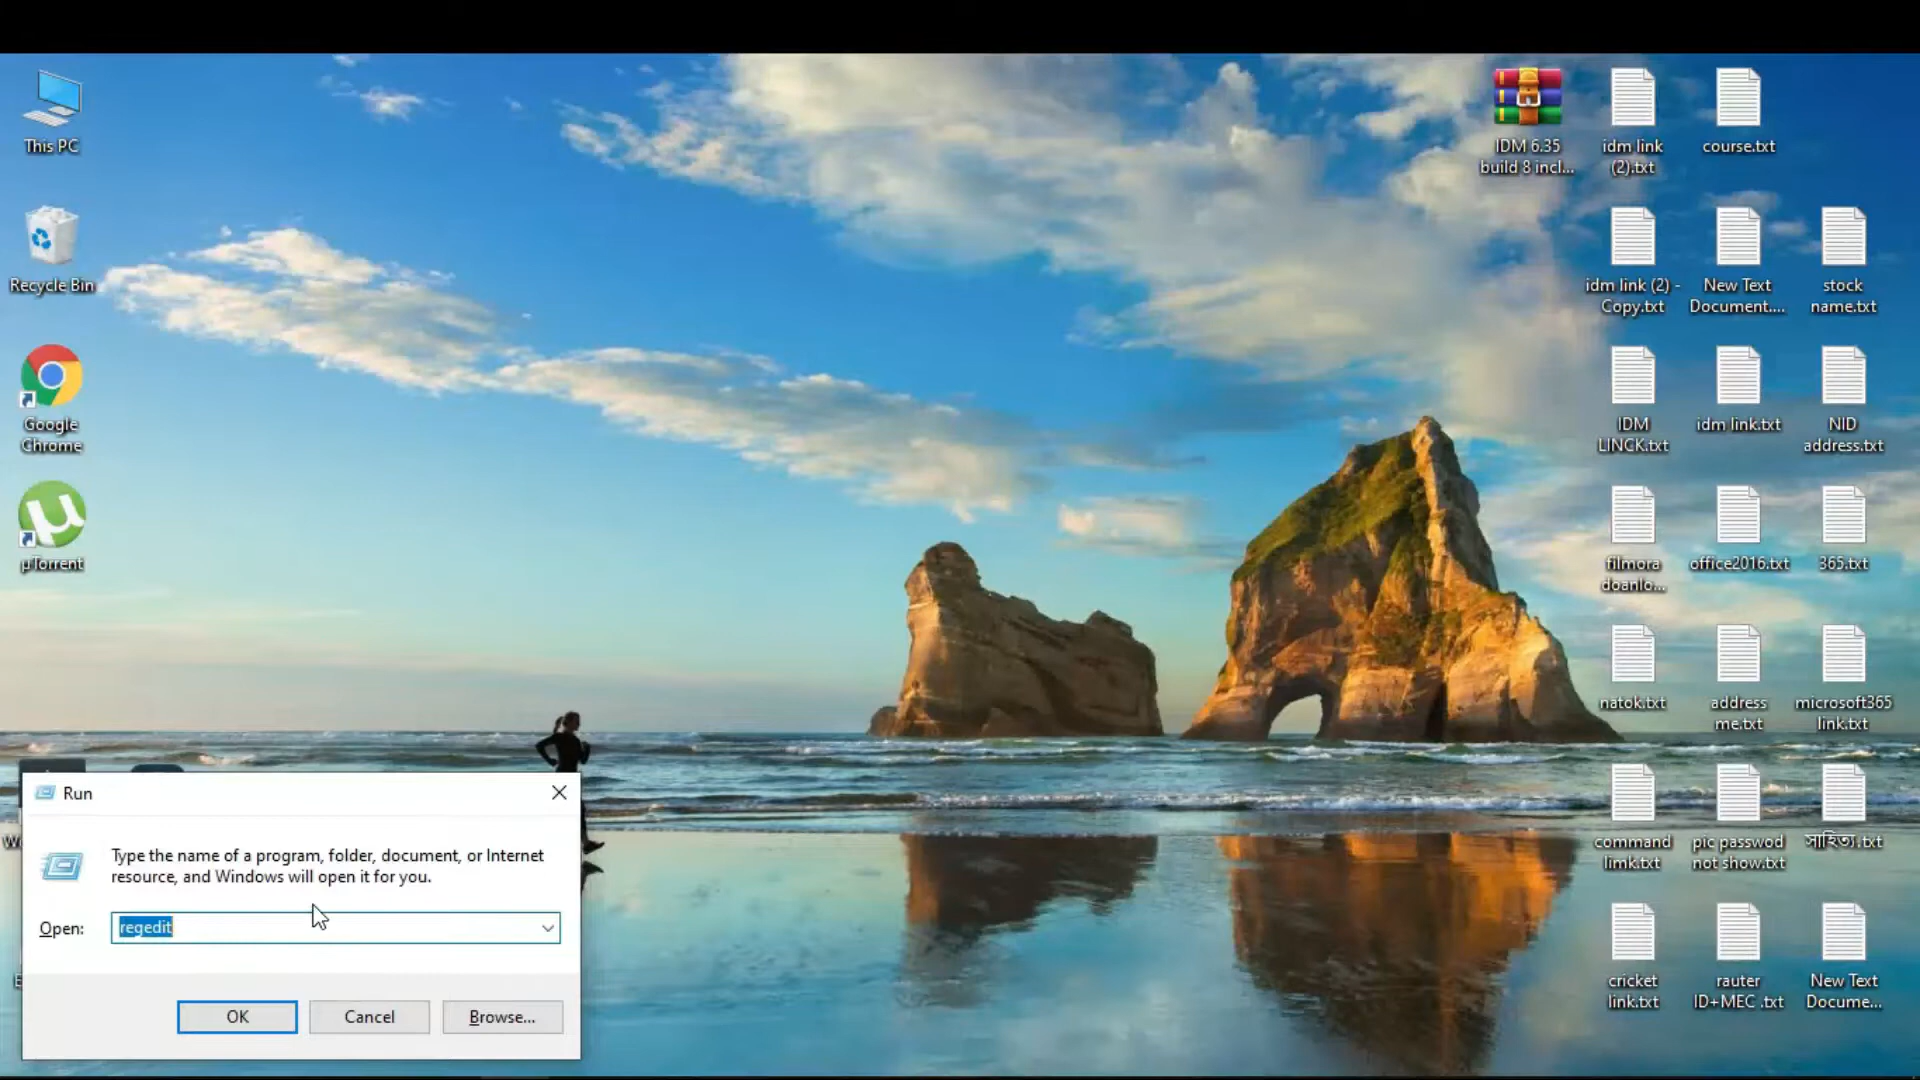 This PC
Recycle Bin
Google
Chrome
µTorrent
IDM 6.35
build 8 incl...
idm link
(2).txt
course.txt
idm link (2) -
Copy.txt
New Text
Document....
stock
name.txt
IDM
LINCK.txt
idm link.txt
NID
address.txt
filmora
doanlo...
office2016.txt
365.txt
natok.txt
address
me.txt
microsoft365
link.txt
command
limk.txt
pic passwod
not show.txt
সাহিত্য.txt
cricket
link.txt
rauter
ID+MEC .txt
New Text
Docume...
Run
Type the name of a program, folder, document, or Internet
resource, and Windows will open it for you.
Open:
regedit
OK
Cancel
Browse...